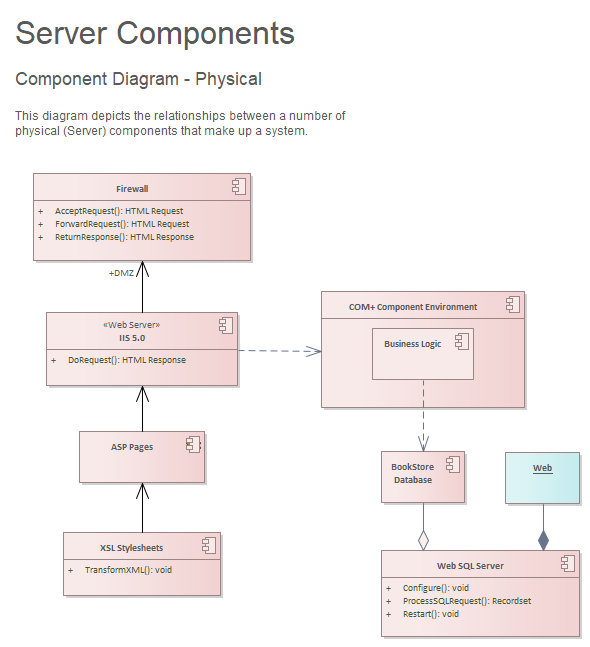 Server Components
Component Diagram - Physical
This diagram depicts the relationships between a number of
physical (Server) components that make up a system.
Firewall
+ AcceptRequest(): HTML Request
+ ForwardRequest(): HTML Request
+ ReturnResponse(): HTML Response
+DMZ
«Web Server»
IIS 5.0
+ DoRequest(): HTML Response
COM+ Component Environment
Business Logic
ASP Pages
BookStore
Database
Web
XSL Stylesheets
+ TransformXML(): void
Web SQL Server
+ Configure(): void
+ ProcessSQLRequest(): Recordset
+ Restart(): void